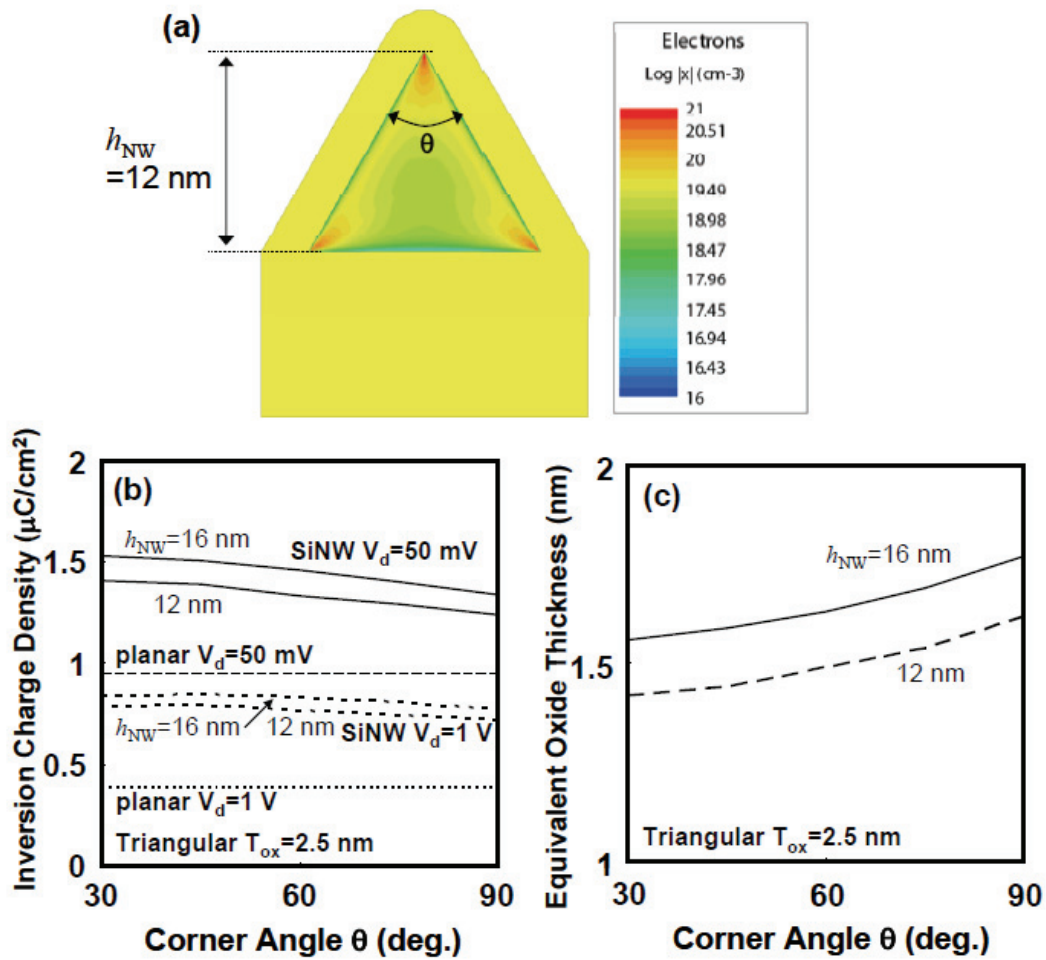 (a)
h_NW
=12 nm
θ
Electrons
Log |x| (cm-3)
21
20.51
20
19.49
18.98
18.47
17.96
17.45
16.94
16.43
16
(b)
Inversion Charge Density (μC/cm²)
2
1.5
1
0.5
0
h_NW=16 nm
SiNW V_d=50 mV
12 nm
planar V_d=50 mV
h_NW=16 nm
12 nm
SiNW V_d=1 V
planar V_d=1 V
Triangular T_ox=2.5 nm
30
60
90
Corner Angle θ (deg.)
(c)
Equivalent Oxide Thickness (nm)
2
1.5
1
h_NW=16 nm
12 nm
Triangular T_ox=2.5 nm
30
60
90
Corner Angle θ (deg.)